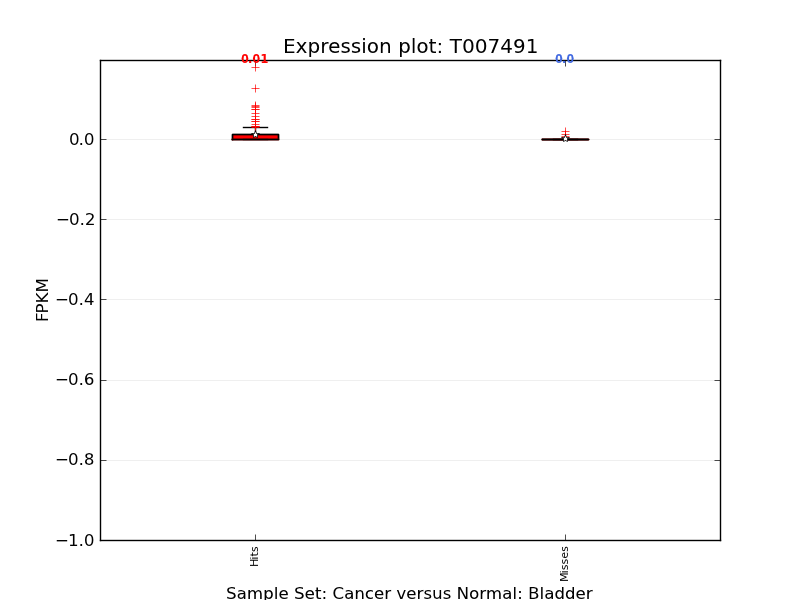 Expression plot: T007491
0.01
0.0
0.0
−0.2
−0.4
−0.6
−0.8
−1.0
FPKM
Hits
Misses
Sample Set: Cancer versus Normal: Bladder